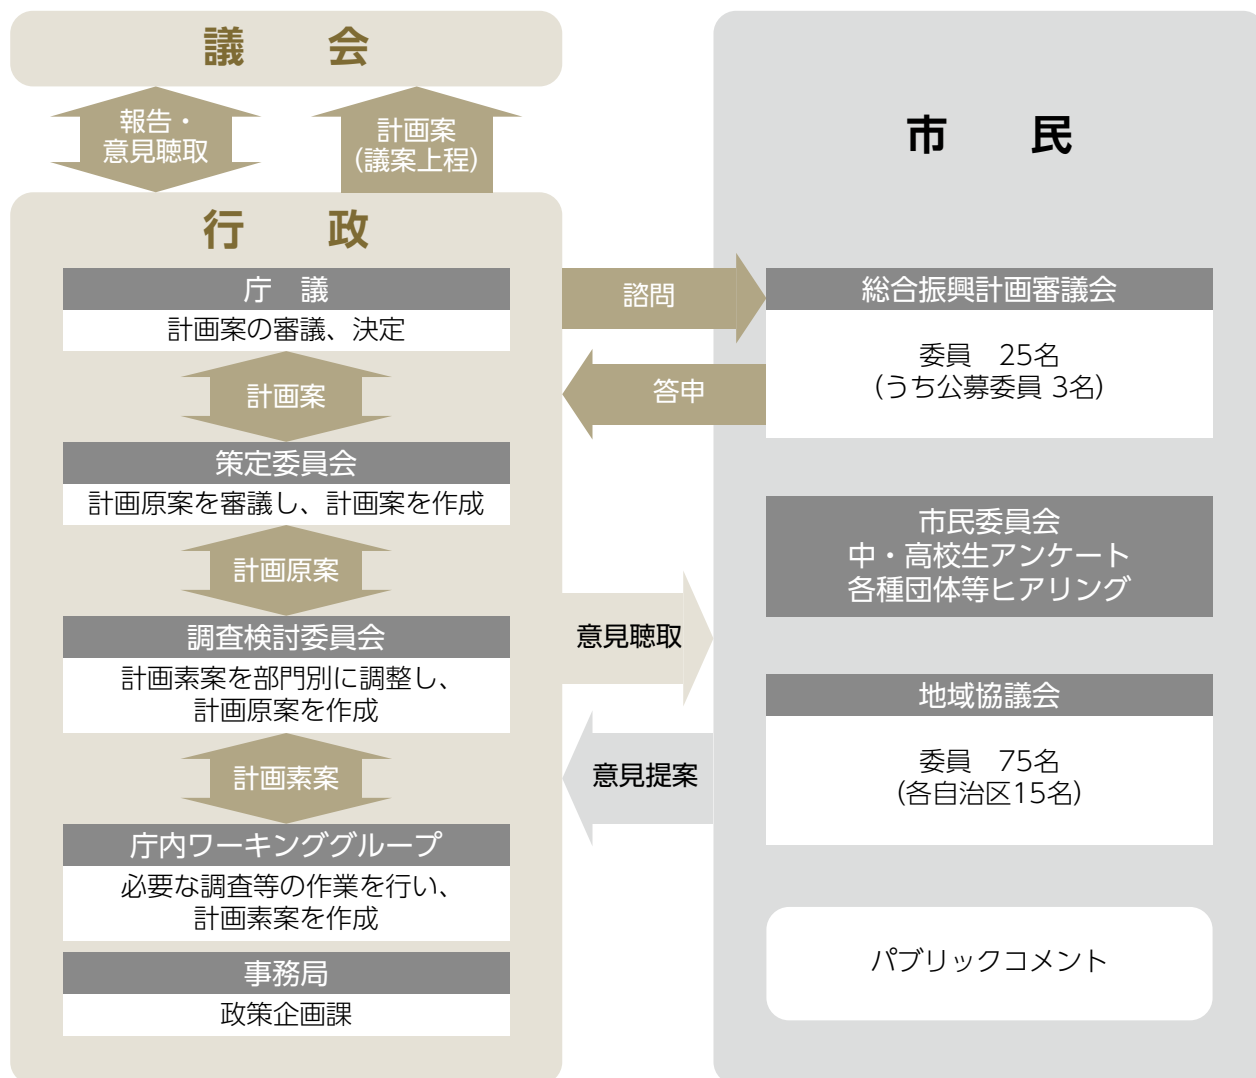 議　会
報告・
意見聴取
計画案
(議案上程)
行　政
庁　議
計画案の審議、決定
計画案
策定委員会
計画原案を審議し、計画案を作成
計画原案
調査検討委員会
計画素案を部門別に調整し、
計画原案を作成
計画素案
庁内ワーキンググループ
必要な調査等の作業を行い、
計画素案を作成
事務局
政策企画課
諮問
答申
意見聴取
意見提案
市　民
総合振興計画審議会
委員　25名
(うち公募委員 3名)
市民委員会
中・高校生アンケート
各種団体等ヒアリング
地域協議会
委員　75名
(各自治区15名)
パブリックコメント